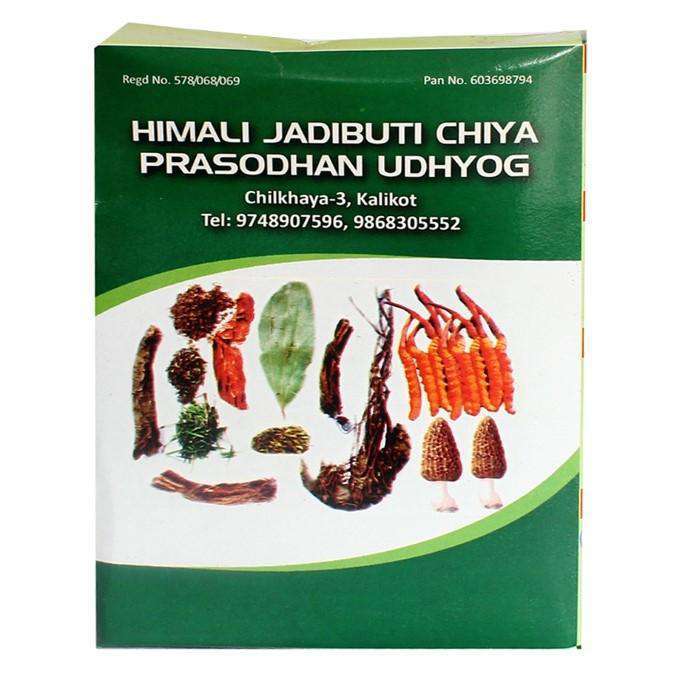 Regd No. 578/068/069 Pan No. 603698794
HIMALI JADIBUTI CHIYA
PRASODHAN UDHYOG
Chilkhaya-3, Kalikot
Tel: 9748907596, 9868305552